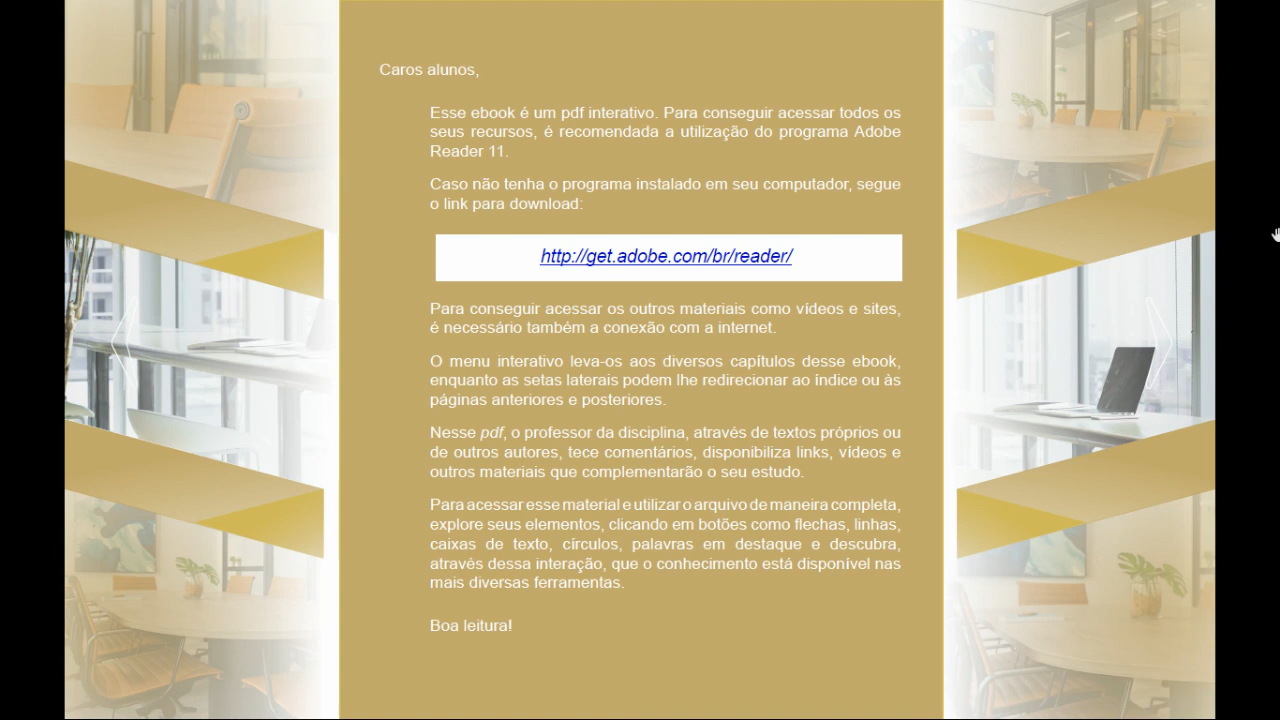 Caros alunos,
Esse ebook é um pdf interativo. Para conseguir acessar todos os
seus recursos, é recomendada a utilização do programa Adobe
Reader 11.
Caso não tenha o programa instalado em seu computador, segue
o link para download:
http://get.adobe.com/br/reader/
Para conseguir acessar os outros materiais como vídeos e sites,
é necessário também a conexão com a internet.
O menu interativo leva-os aos diversos capítulos desse ebook,
enquanto as setas laterais podem lhe redirecionar ao índice ou às
páginas anteriores e posteriores.
Nesse pdf, o professor da disciplina, através de textos próprios ou
de outros autores, tece comentários, disponibiliza links, vídeos e
outros materiais que complementarão o seu estudo.
Para acessar esse material e utilizar o arquivo de maneira completa,
explore seus elementos, clicando em botões como flechas, linhas,
caixas de texto, círculos, palavras em destaque e descubra,
através dessa interação, que o conhecimento está disponível nas
mais diversas ferramentas.
Boa leitura!